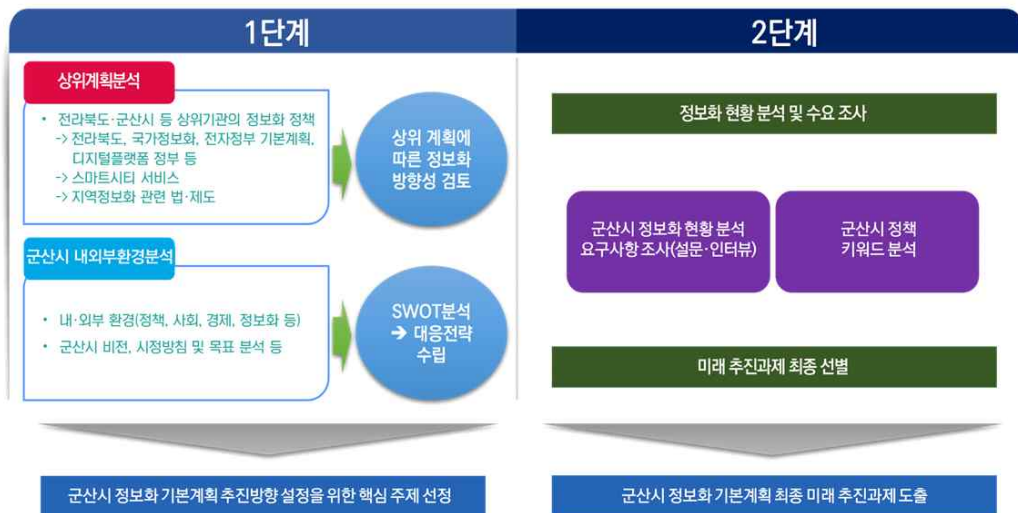 1단계
상위계획분석
• 전라북도·군산시 등 상위기관의 정보화 정책
-> 전라북도, 국가정보화, 전자정부 기본계획,
디지털플랫폼 정부 등
-> 스마트시티 서비스
-> 지역정보화 관련 법·제도
상위 계획에
따른 정보화
방향성 검토
군산시 내외부환경분석
• 내·외부 환경(정책, 사회, 경제, 정보화 등)
• 군산시 비전, 시정방침 및 목표 분석 등
SWOT분석
➔ 대응전략
수립
군산시 정보화 기본계획 추진방향 설정을 위한 핵심 주제 선정
2단계
정보화 현황 분석 및 수요 조사
군산시 정보화 현황 분석
요구사항 조사(설문·인터뷰)
군산시 정책
키워드 분석
미래 추진과제 최종 선별
군산시 정보화 기본계획 최종 미래 추진과제 도출